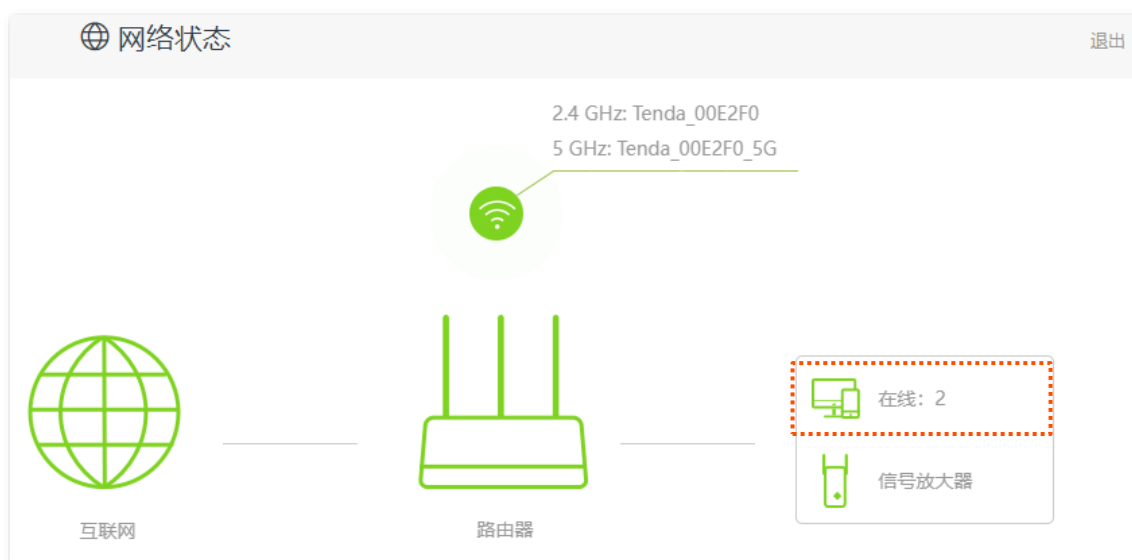 网络状态
退出
2.4 GHz: Tenda_00E2F0
5 GHz: Tenda_00E2F0_5G
在线：2
信号放大器
互联网
路由器